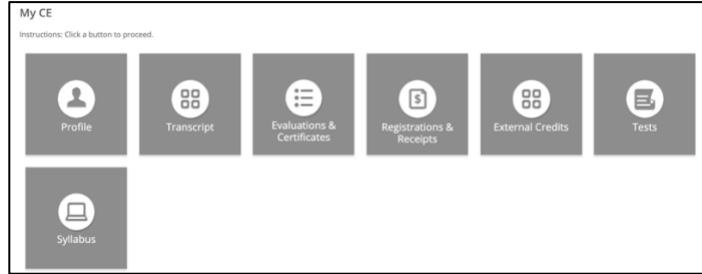 My CE
Instructions: Click a button to proceed.
Profile
Transcript
Evaluations &
Certificates
Registrations &
Receipts
External Credits
Tests
Syllabus